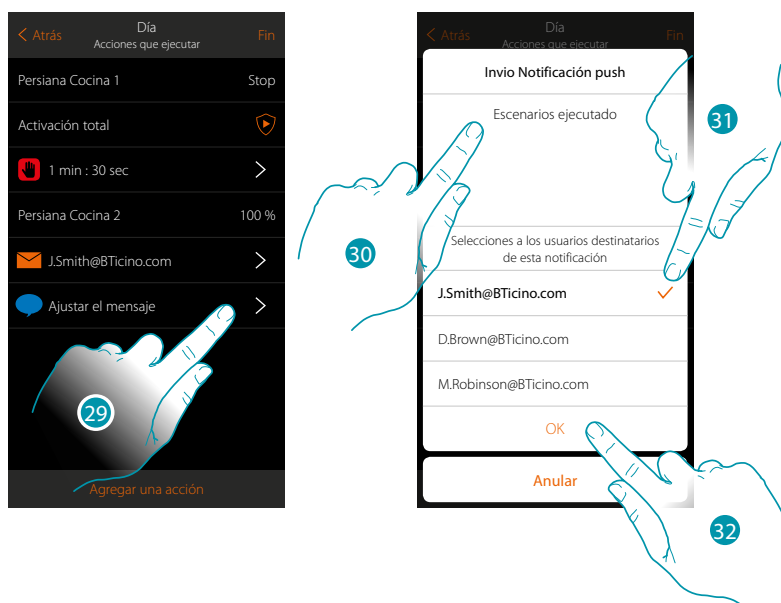 < Atrás
Día
Fin
Acciones que ejecutar
Persiana Cocina 1
Stop
Activación total
1 min : 30 sec
Persiana Cocina 2
100 %
J.Smith@BTicino.com
Ajustar el mensaje
29
Agregar una acción
< Atrás
Día
Fin
Acciones que ejecutar
Invio Notificación push
Escenarios ejecutado
31
30
Selecciones a los usuarios destinatarios
de esta notificación
J.Smith@BTicino.com
D.Brown@BTicino.com
M.Robinson@BTicino.com
OK
Anular
32